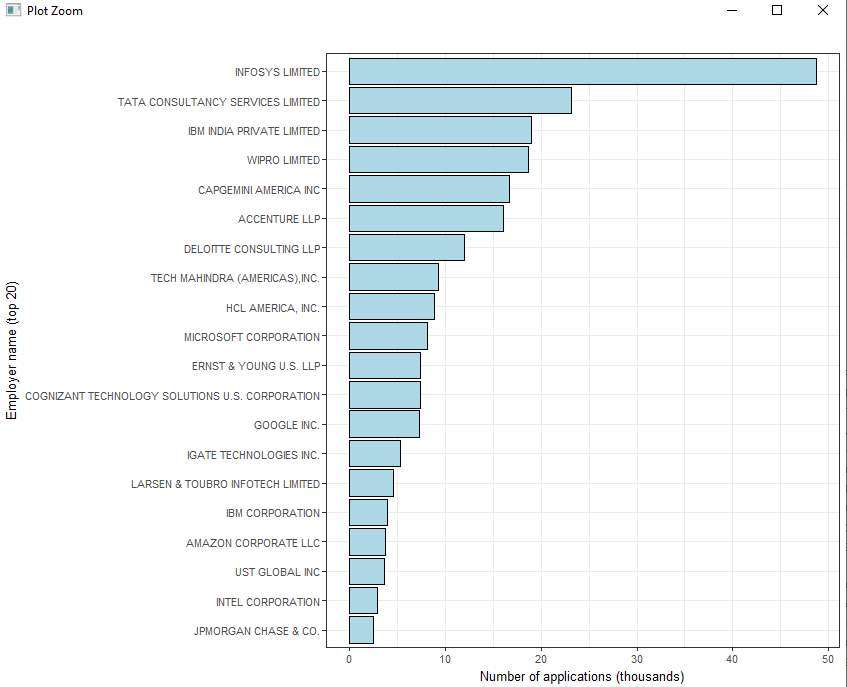 Plot Zoom
Employer name (top 20)
INFOSYS LIMITED
TATA CONSULTANCY SERVICES LIMITED
IBM INDIA PRIVATE LIMITED
WIPRO LIMITED
CAPGEMINI AMERICA INC
ACCENTURE LLP
DELOITTE CONSULTING LLP
TECH MAHINDRA (AMERICAS),INC.
HCL AMERICA, INC.
MICROSOFT CORPORATION
ERNST & YOUNG U.S. LLP
COGNIZANT TECHNOLOGY SOLUTIONS U.S. CORPORATION
GOOGLE INC.
IGATE TECHNOLOGIES INC.
LARSEN & TOUBRO INFOTECH LIMITED
IBM CORPORATION
AMAZON CORPORATE LLC
UST GLOBAL INC
INTEL CORPORATION
JPMORGAN CHASE & CO.
0 10 20 30 40 50
Number of applications (thousands)